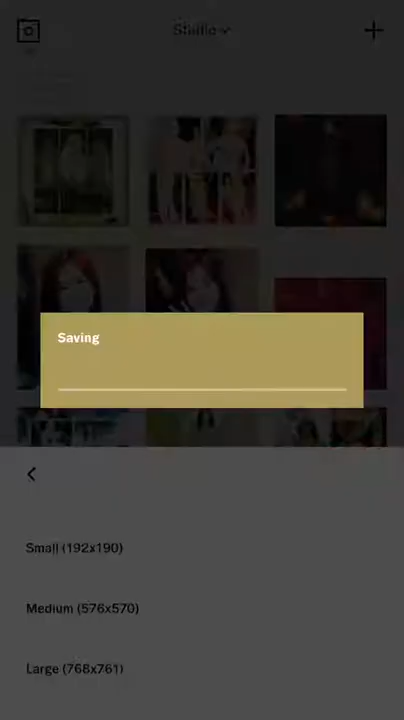 Studio
Saving
Small (192x190)
Medium (576x570)
Large (768x761)